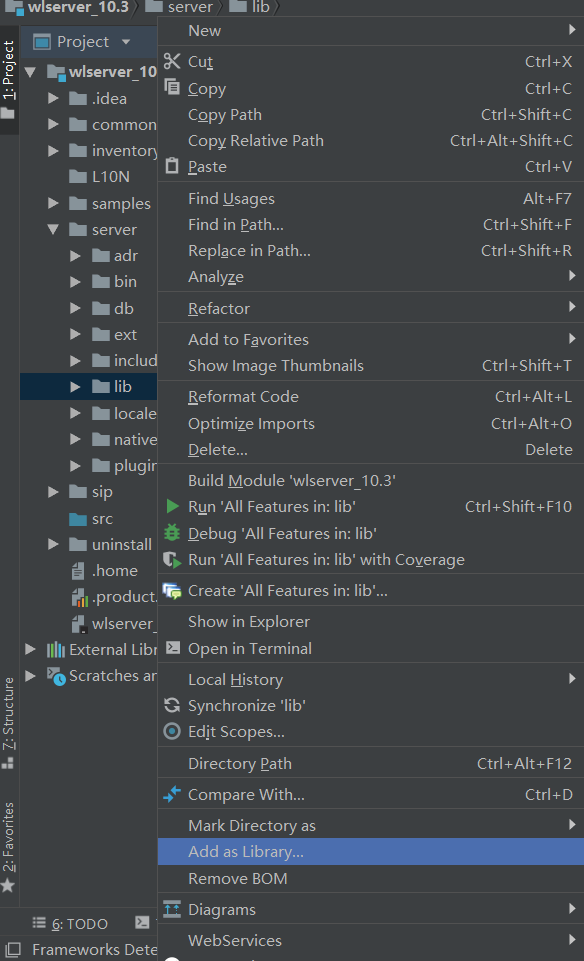 wlserver_10.3 server lib
1: Project
Project
wlserver_10
.idea
common
inventory
L10N
samples
server
adr
bin
db
ext
includ
lib
locale
native
plugin
sip
src
uninstall
.home
.product.
wlserver_
External Libr
Scratches an
7: Structure
2: Favorites
6: TODO
Frameworks Dete
New
Cut Ctrl+X
Copy Ctrl+C
Copy Path Ctrl+Shift+C
Copy Relative Path Ctrl+Alt+Shift+C
Paste Ctrl+V
Find Usages Alt+F7
Find in Path... Ctrl+Shift+F
Replace in Path... Ctrl+Shift+R
Analyze
Refactor
Add to Favorites
Show Image Thumbnails Ctrl+Shift+T
Reformat Code Ctrl+Alt+L
Optimize Imports Ctrl+Alt+O
Delete... Delete
Build Module 'wlserver_10.3'
Run 'All Features in: lib' Ctrl+Shift+F10
Debug 'All Features in: lib'
Run 'All Features in: lib' with Coverage
Create 'All Features in: lib'...
Show in Explorer
Open in Terminal
Local History
Synchronize 'lib'
Edit Scopes...
Directory Path Ctrl+Alt+F12
Compare With... Ctrl+D
Mark Directory as
Add as Library...
Remove BOM
Diagrams
WebServices